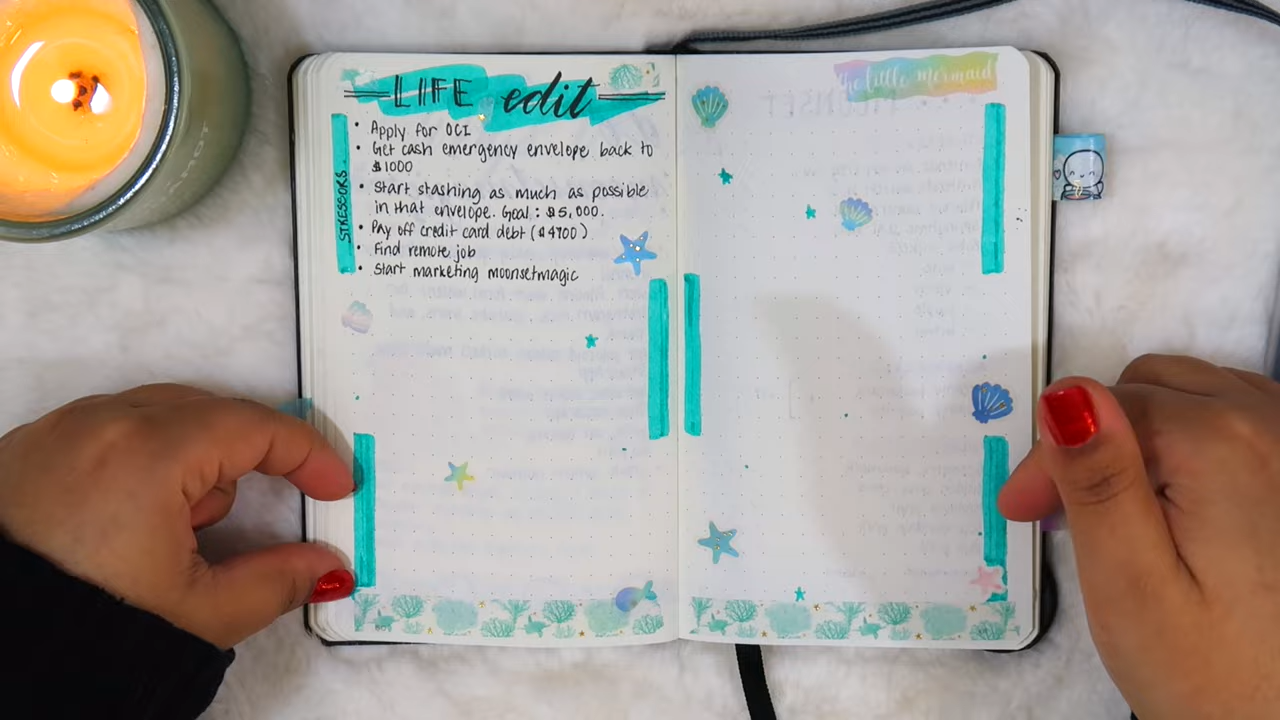 LIFE edit
STRESSORS
• Apply for OCI
• Get cash emergency envelope back to
$1000
• Start stashing as much as possible
in that envelope. Goal: $5,000.
• Pay off credit card debt ($4700)
• Find remote job
• Start marketing moonsetmagic
The Little Mermaid